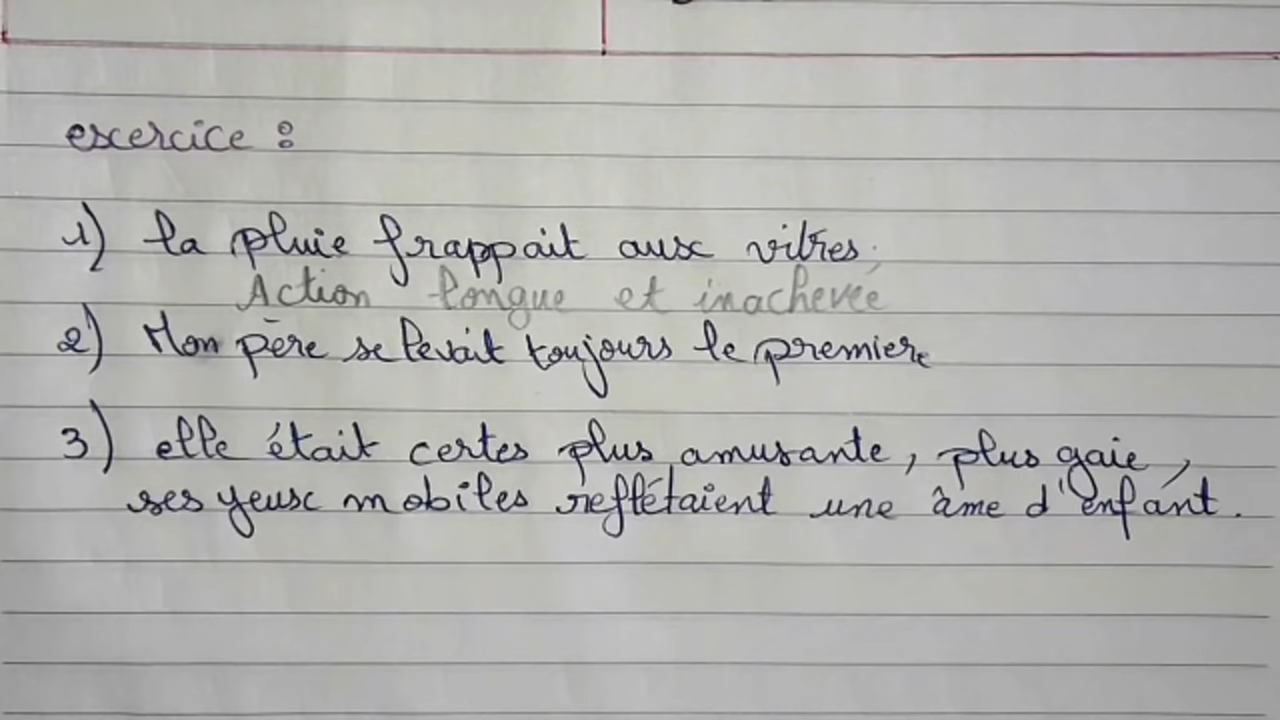 exercice :
1) la pluie frappait aux vitres.
Action longue et inachevée
2) Mon père se levait toujours le premier
3) elle était certes plus amusante, plus gaie,
ses yeux mobiles reflétaient une âme d'enfant.